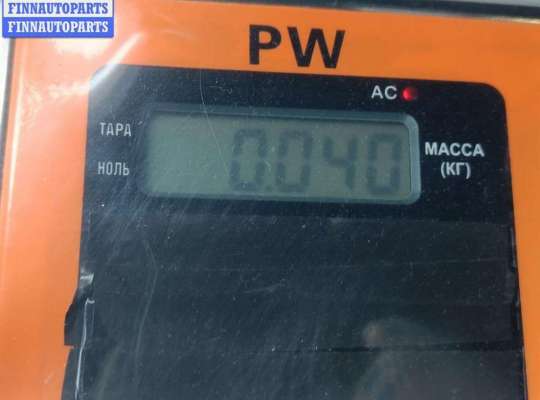 FINNAUTOPARTS
FINNAUTOPARTS
PW
AC
ТАРА
НОЛЬ
0.040
МАССА
(КГ)